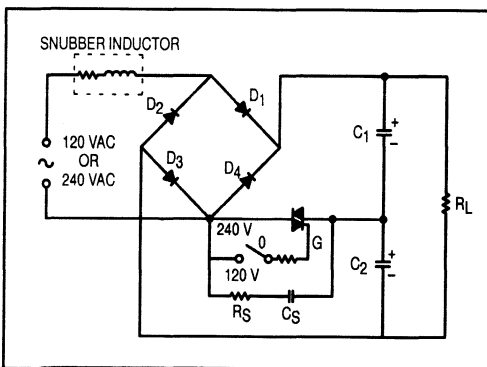 SNUBBER INDUCTOR
D2
D1
D3
D4
120 VAC
OR
240 VAC
C1
+
−
RL
240 V
0
G
120 V
C2
+
−
RS
CS